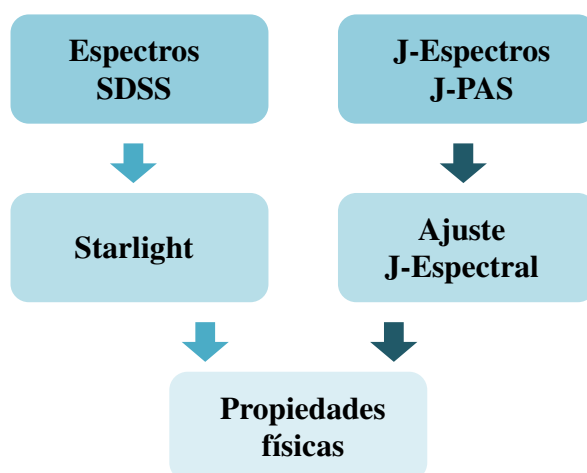 Espectros
SDSS
J-Espectros
J-PAS
Starlight
Ajuste
J-Espectral
Propiedades
físicas